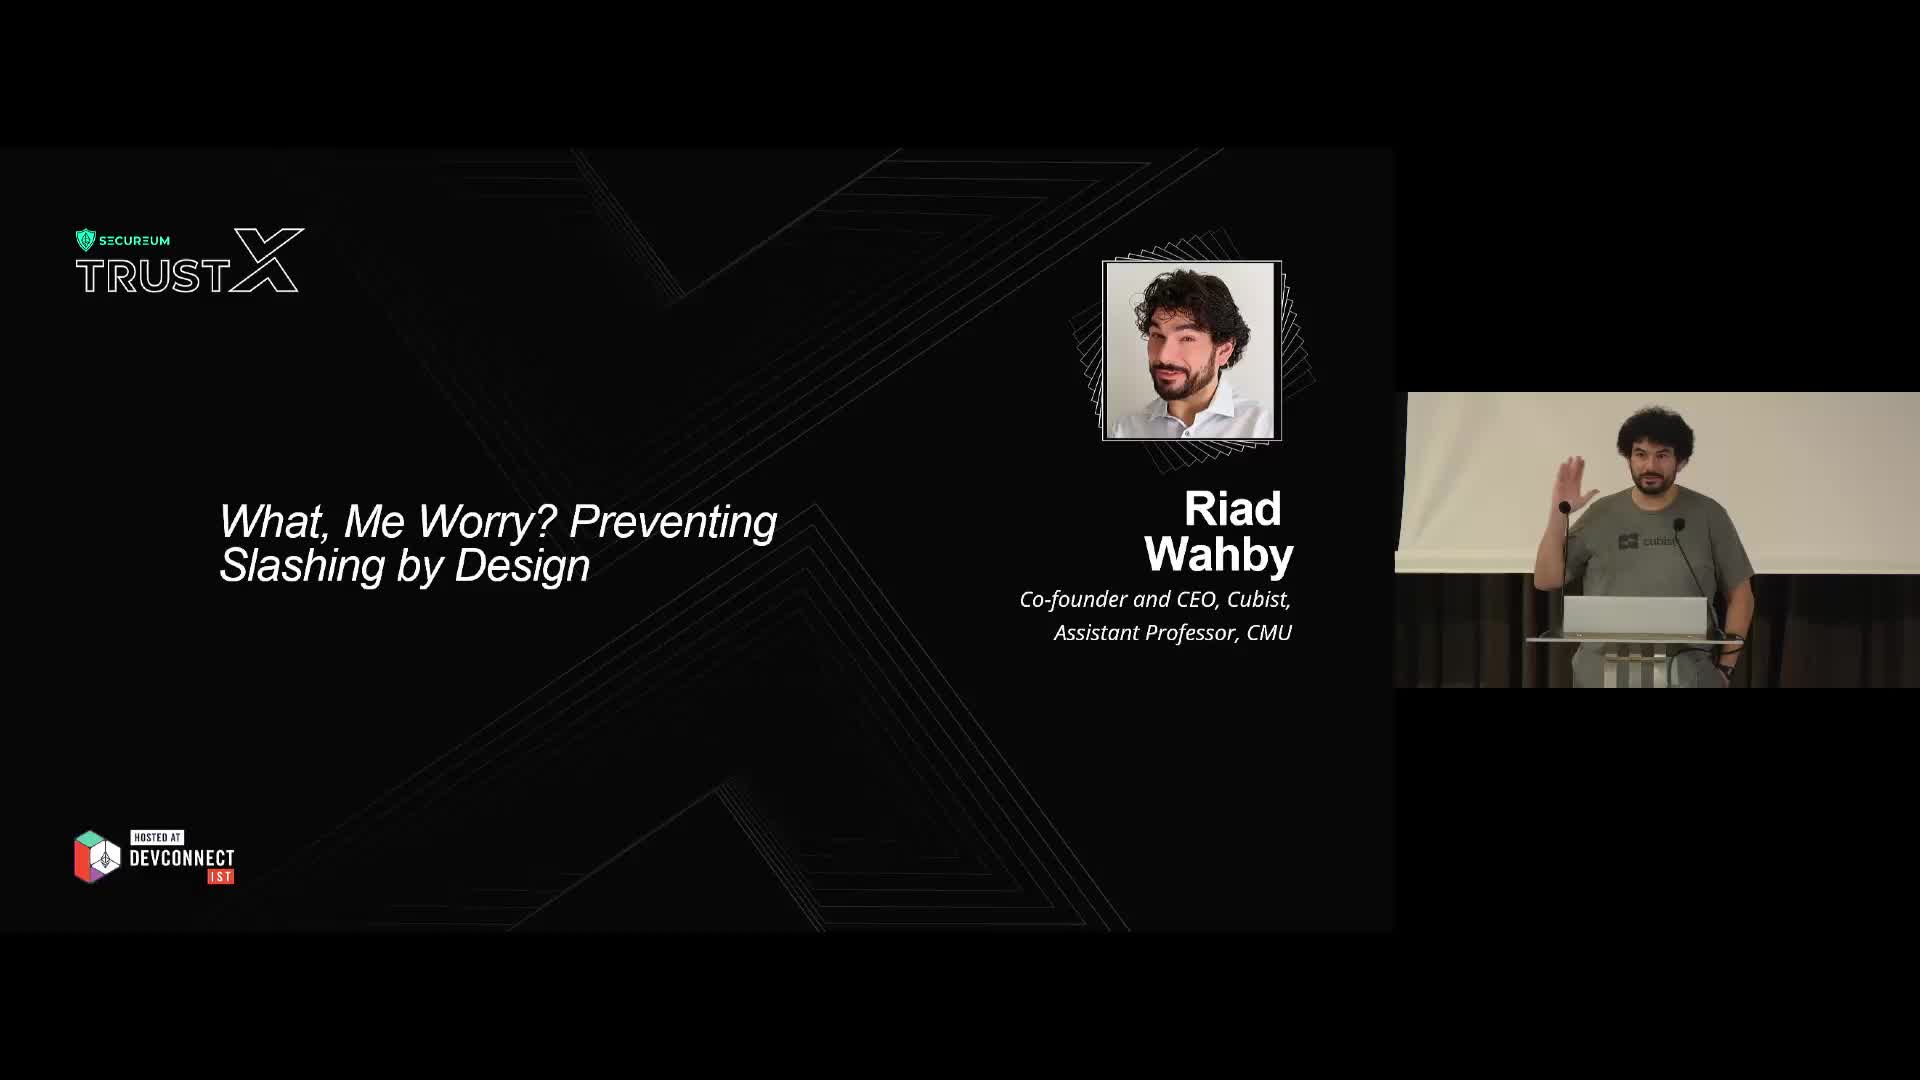 SECUREUM
TRUSTX
What, Me Worry? Preventing
Slashing by Design
Riad
Wahby
Co-founder and CEO, Cubist,
Assistant Professor, CMU
HOSTED AT
DEVCONNECT
IST
cubist